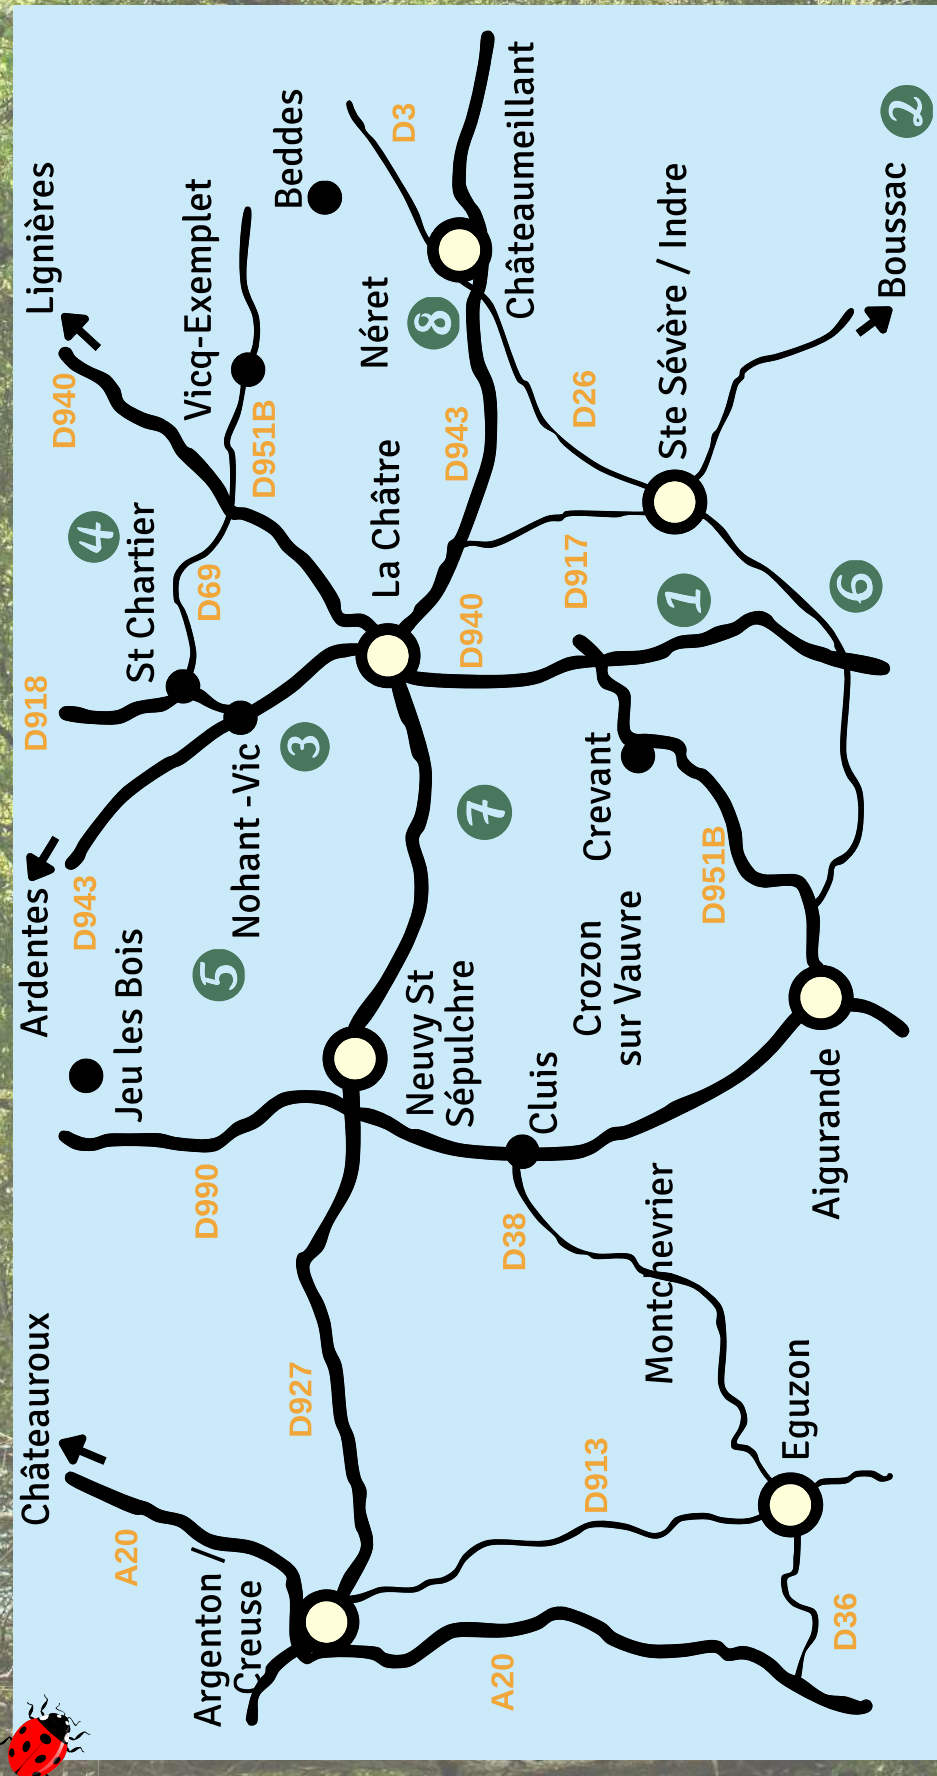 Châteauroux
Ardentes
D943
D918
Lignières
D940
Jeu les Bois
St Chartier
4
Vicq-Exemplet
Beddes
A20
D990
5
Nohant -Vic
D69
D951B
Argenton /
Creuse
3
La Châtre
Néret
D3
D927
Neuvy St
Sépulchre
7
D940
D943
8
Châteaumeillant
A20
D38
Cluis
Crozon
sur Vauvre
Crevant
D917
D26
D913
Montchevrier
D951B
1
Ste Sévère / Indre
D36
Eguzon
Aigurande
6
Boussac
2